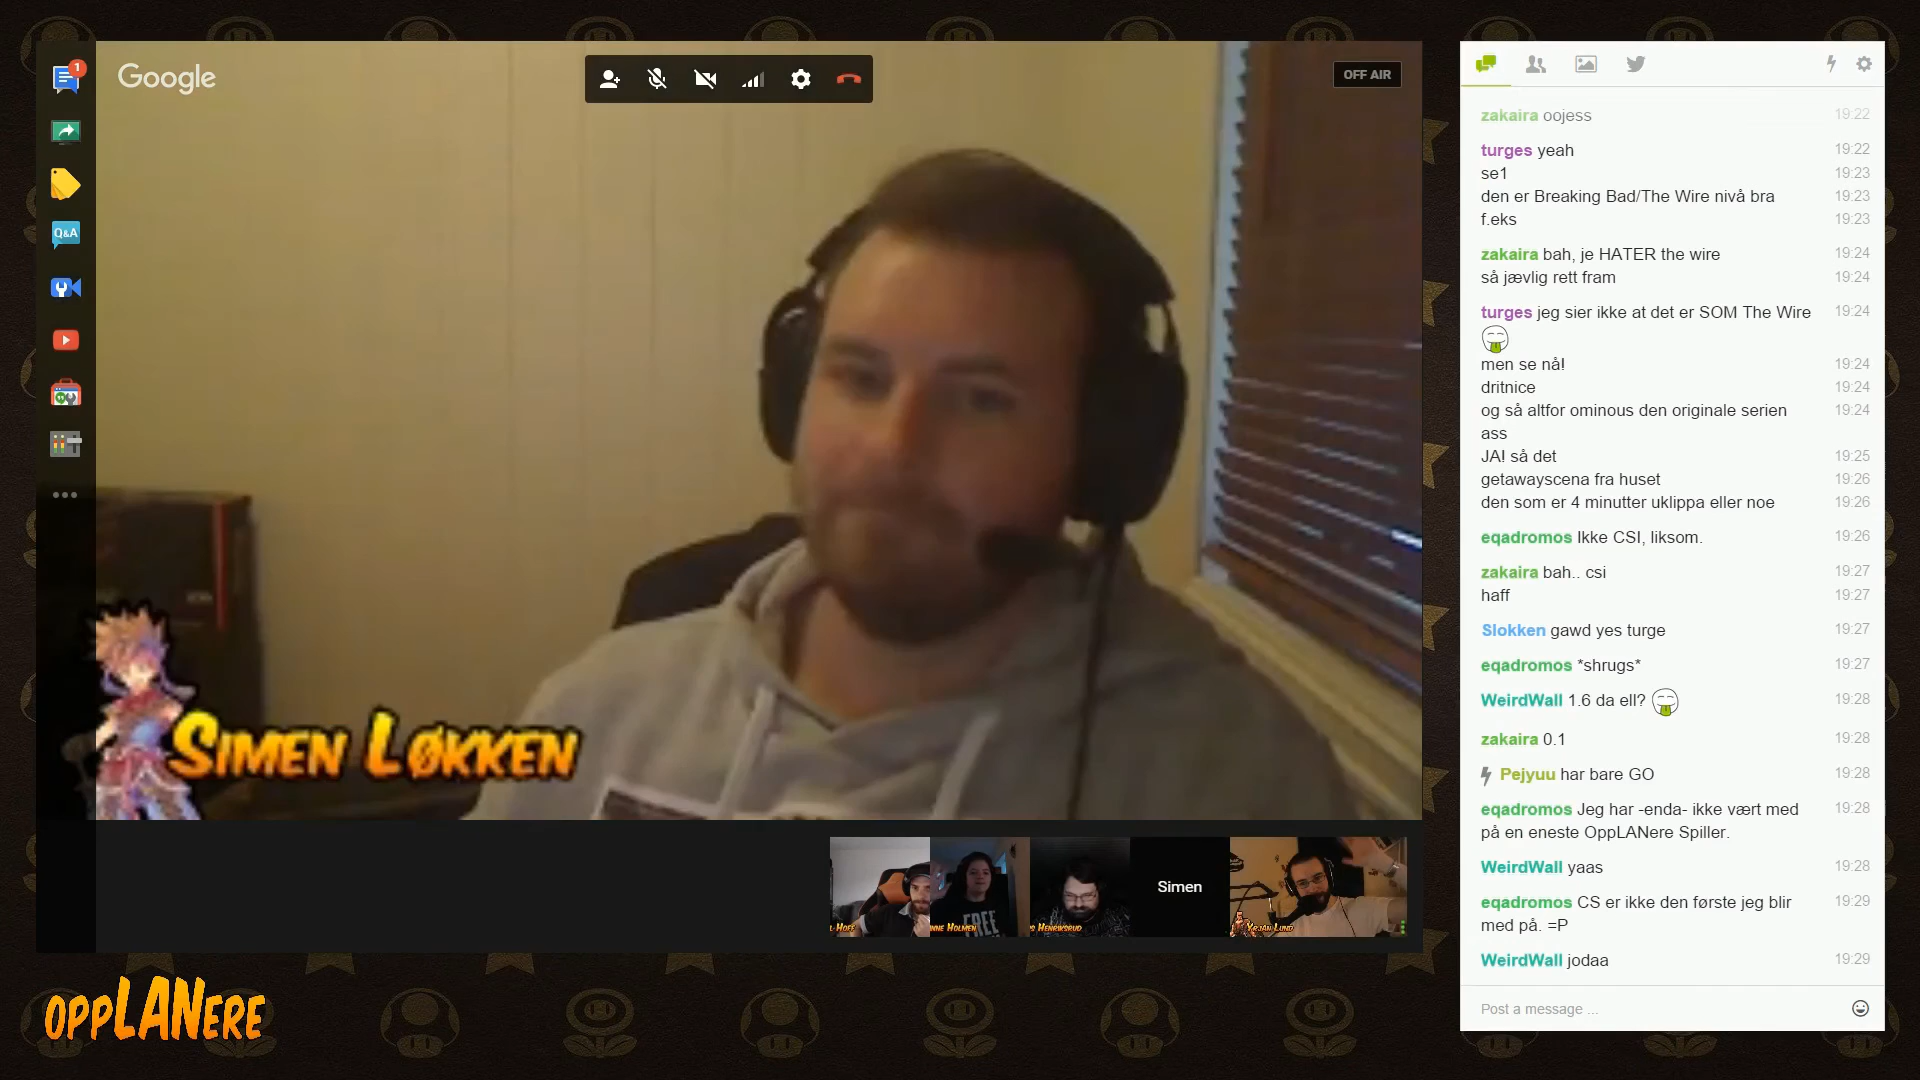 1
Google
OFF AIR
Q&A
SIMEN LØKKEN
L-HOFF
NNE HOLMEN
FREE
S HENRIKSRUD
Simen
YRJAN LUND
OPPLANERE
zakaira oojess 19:22
turges yeah 19:22
se1 19:23
den er Breaking Bad/The Wire nivå bra 19:23
f.eks 19:23
zakaira bah, je HATER the wire 19:24
så jævlig rett fram 19:24
turges jeg sier ikke at det er SOM The Wire 19:24
men se nå! 19:24
dritnice 19:24
og så altfor ominous den originale serien 19:24
ass
JA! så det 19:25
getawayscena fra huset 19:26
den som er 4 minutter uklippa eller noe 19:26
eqadromos Ikke CSI, liksom. 19:26
zakaira bah.. csi 19:27
haff 19:27
Slokken gawd yes turge 19:27
eqadromos *shrugs* 19:27
WeirdWall 1.6 da ell? 19:28
zakaira 0.1 19:28
Pejyuu har bare GO 19:28
eqadromos Jeg har -enda- ikke vært med 19:28
på en eneste OppLANere Spiller.
WeirdWall yaas 19:28
eqadromos CS er ikke den første jeg blir 19:29
med på. =P
WeirdWall jodaa 19:29
Post a message ...